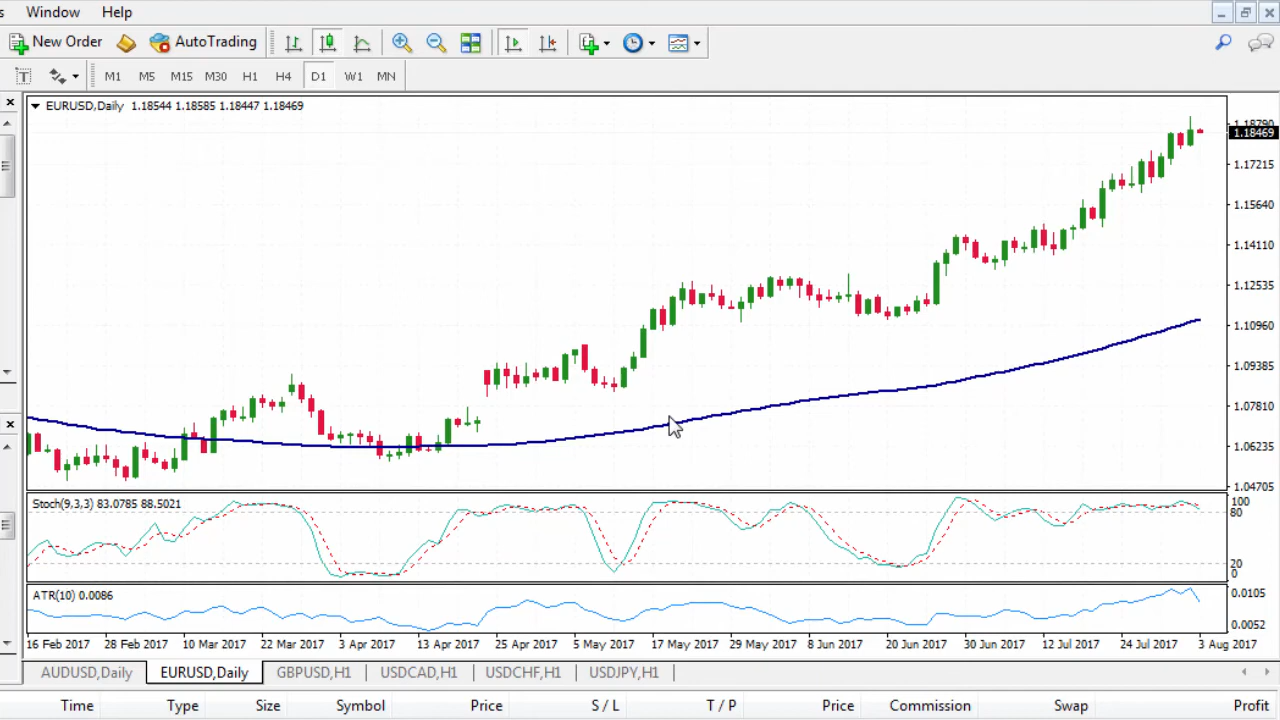 s Window Help
New Order AutoTrading
T M1 M5 M15 M30 H1 H4 D1 W1 MN
EURUSD,Daily 1.18544 1.18585 1.18447 1.18469
1.18790
1.18469
1.17215
1.15640
1.14110
1.12535
1.10960
1.09385
1.07810
1.06235
1.04705
Stoch(9,3,3) 83.0785 88.5021
100
80
20
0
ATR(10) 0.0086
0.0105
0.0052
16 Feb 2017 28 Feb 2017 10 Mar 2017 22 Mar 2017 3 Apr 2017 13 Apr 2017 25 Apr 2017 5 May 2017 17 May 2017 29 May 2017 8 Jun 2017 20 Jun 2017 30 Jun 2017 12 Jul 2017 24 Jul 2017 3 Aug 2017
AUDUSD,Daily EURUSD,Daily GBPUSD,H1 USDCAD,H1 USDCHF,H1 USDJPY,H1
Time Type Size Symbol Price S / L T / P Price Commission Swap Profit